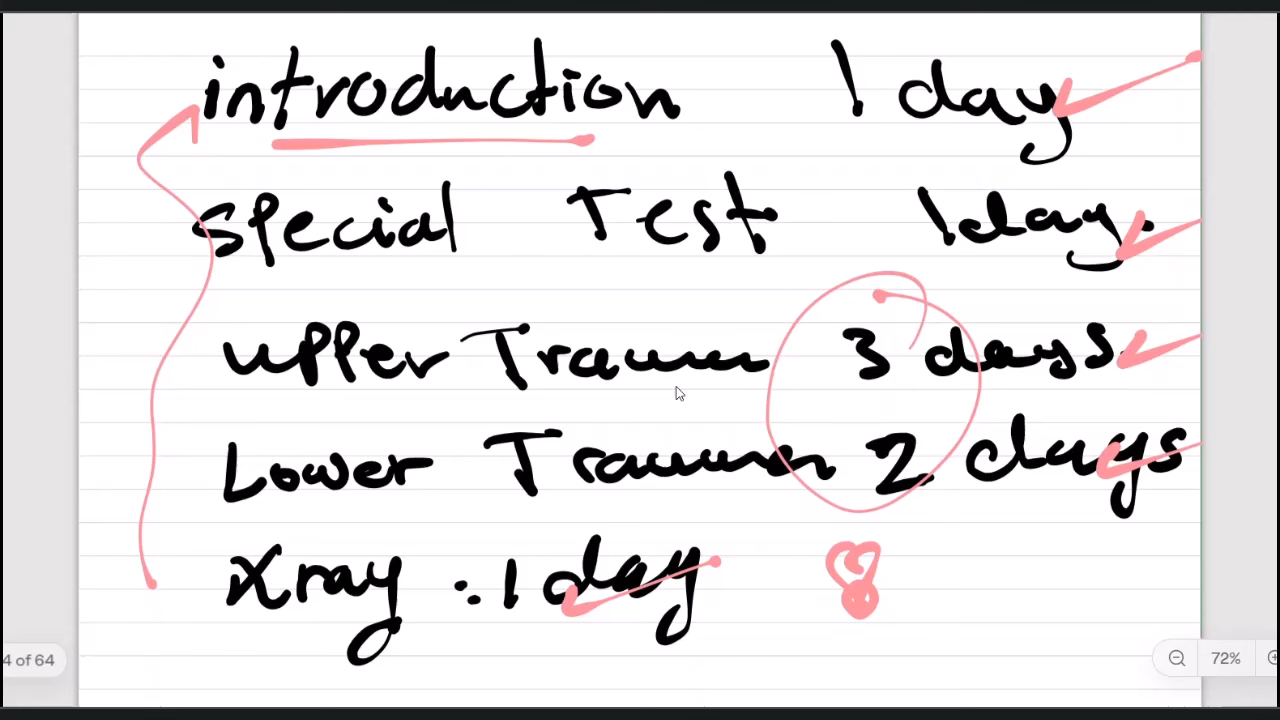 introduction 1 day
Special Test 1day.
upper Trauma 3 days.
Lower Trauma 2 days
Xray : 1 day 8
4 of 64
72%